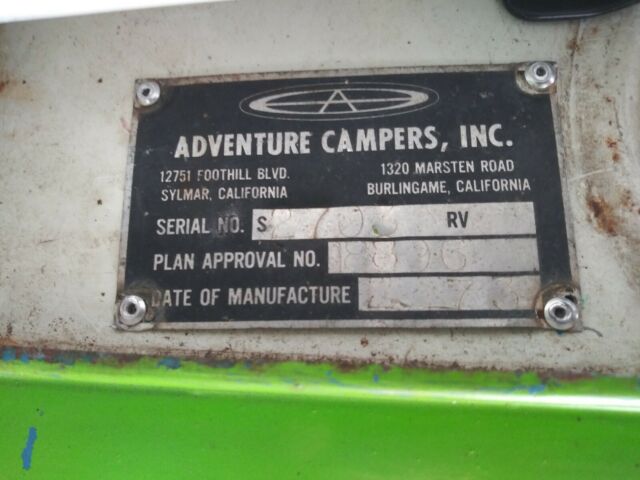 ADVENTURE CAMPERS, INC.
12751 FOOTHILL BLVD.
SYLMAR, CALIFORNIA
1320 MARSTEN ROAD
BURLINGAME, CALIFORNIA
SERIAL NO. S RV
PLAN APPROVAL NO.
DATE OF MANUFACTURE